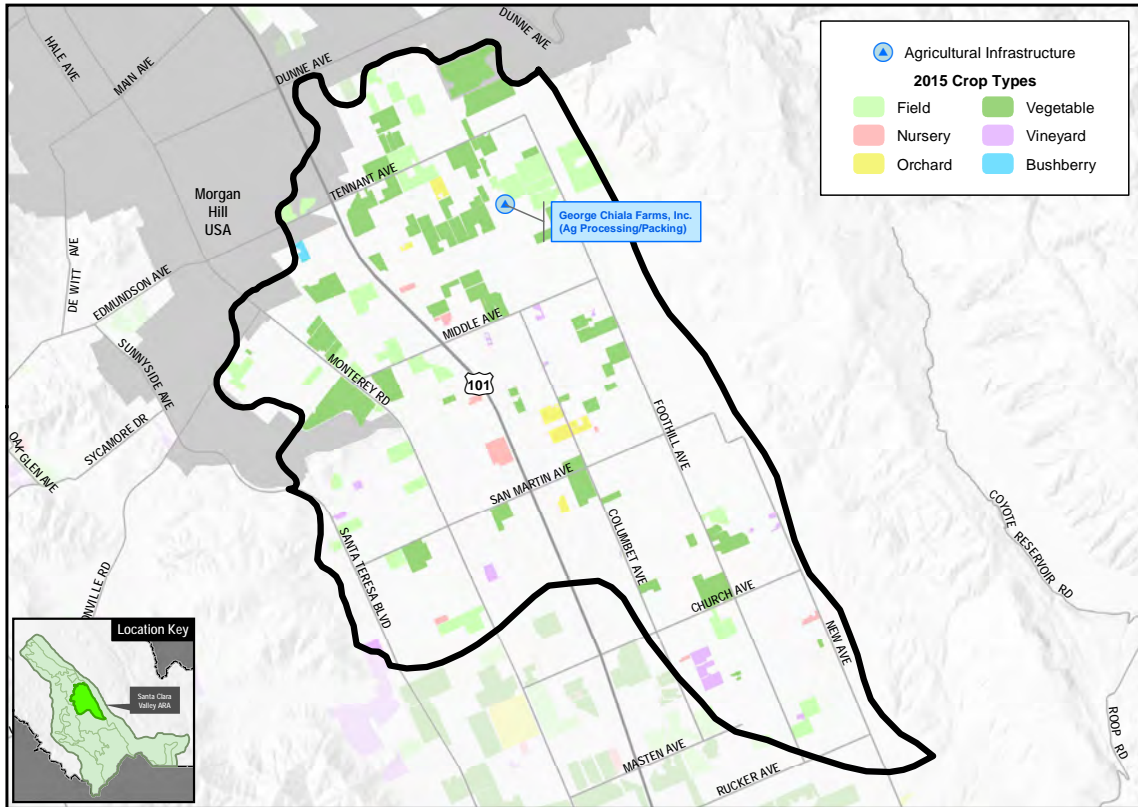 DUNNE AVE
DUNNE AVE
HALE AVE
MAIN AVE
Agricultural Infrastructure
2015 Crop Types
Field
Vegetable
Nursery
Vineyard
Orchard
Bushberry
TENNANT AVE
Morgan
Hill
USA
George Chiala Farms, Inc.
(Ag Processing/Packing)
DE WITT AVE
EDMUNDSON AVE
SUNNYSIDE AVE
MIDDLE AVE
MONTEREY RD
101
FOOTHILL AVE
SYCAMORE DR
OAK GLEN AVE
SAN MARTIN AVE
COLUMBET AVE
COYOTE RESERVOIR RD
SANTA TERESA BLVD
ONVILLE RD
CHURCH AVE
NEW AVE
Location Key
Santa Clara
Valley ARA
MASTEN AVE
RUCKER AVE
ROOP RD